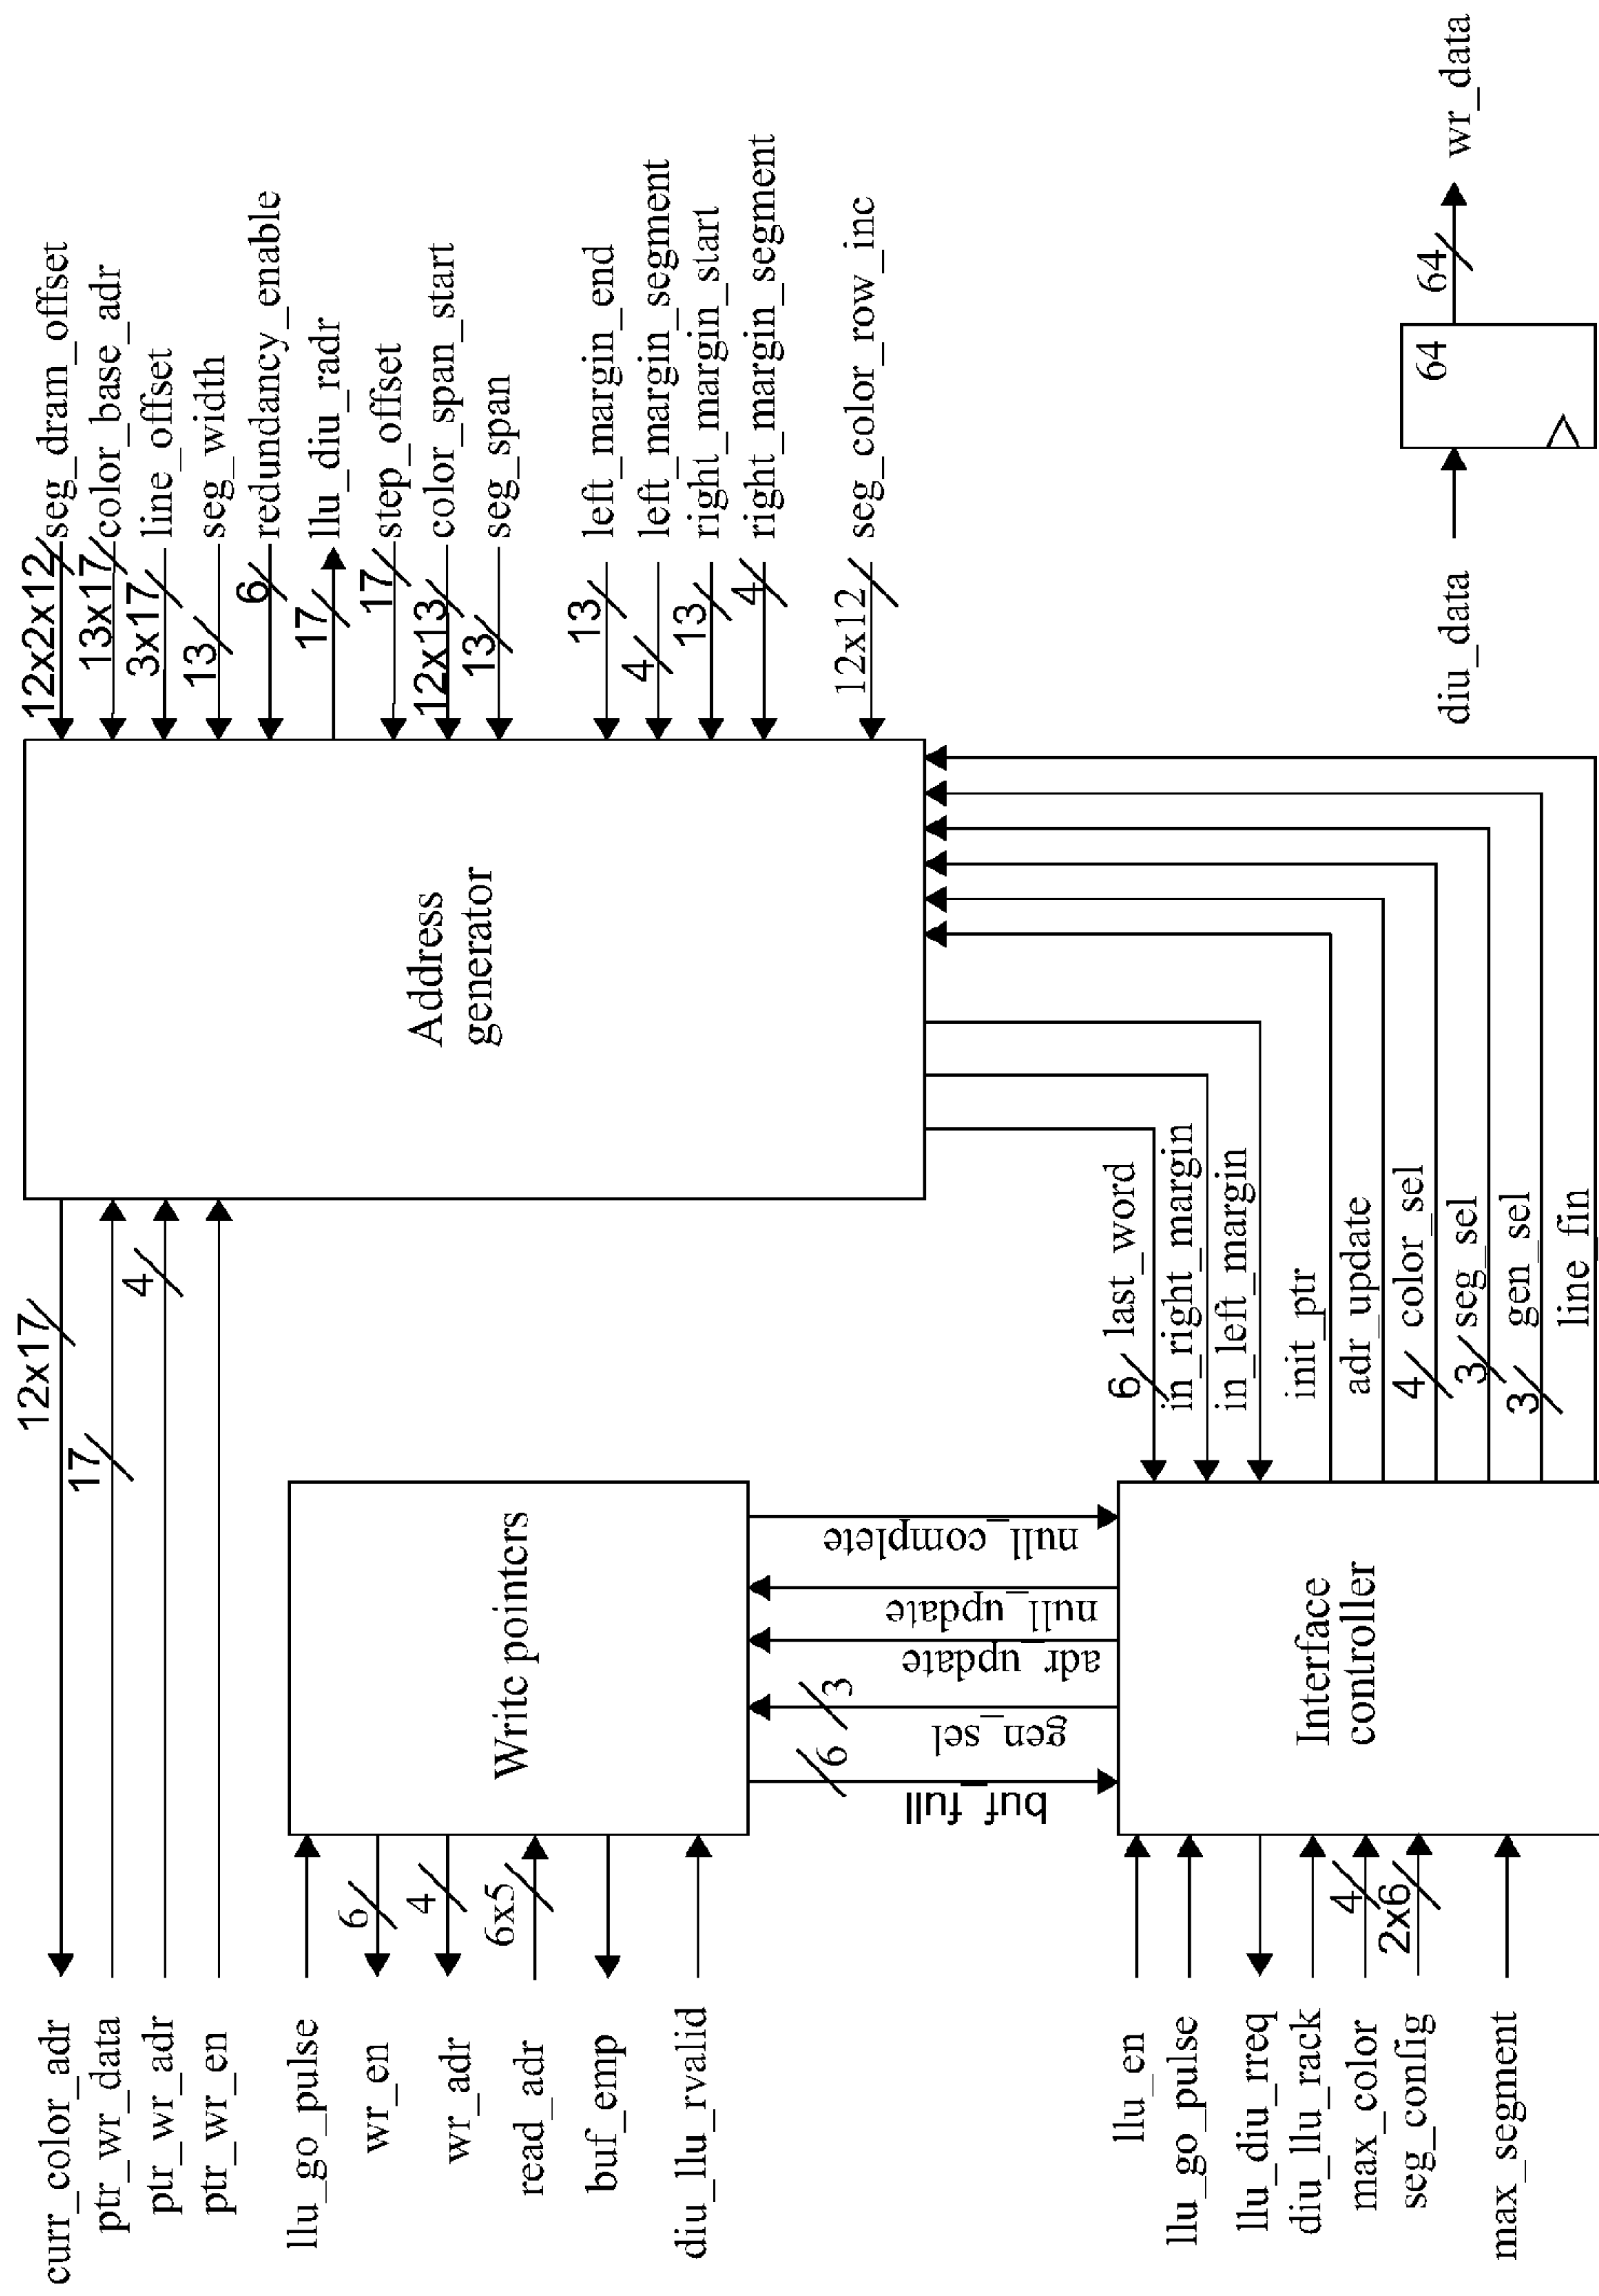 curr_color_adr
ptr_wr_data
ptr_wr_adr
ptr_wr_en
12x17
17
4
Address
generator
12x2x12
seg_dram_offset
13x17
color_base_adr
3x17
line_offset
13
seg_width
6
redundancy_enable
17
llu_diu_radr
17
step_offset
12x13
color_span_start
13
seg_span
13
left_margin_end
4
left_margin_segment
13
right_margin_start
4
right_margin_segment
12x12
seg_color_row_inc
llu_go_pulse
wr_en
6
wr_adr
4
read_adr
6x5
buf_emp
diu_llu_rvalid
Write pointers
buf_full
6
gen_sel
3
adr_update
null_update
null_complete
6
last_word
in_right_margin
in_left_margin
init_ptr
adr_update
4
color_sel
3
seg_sel
3
gen_sel
line_fin
llu_en
llu_go_pulse
llu_diu_rreq
diu_llu_rack
max_color
4
seg_config
2x6
max_segment
Interface
controller
diu_data
64
64
wr_data